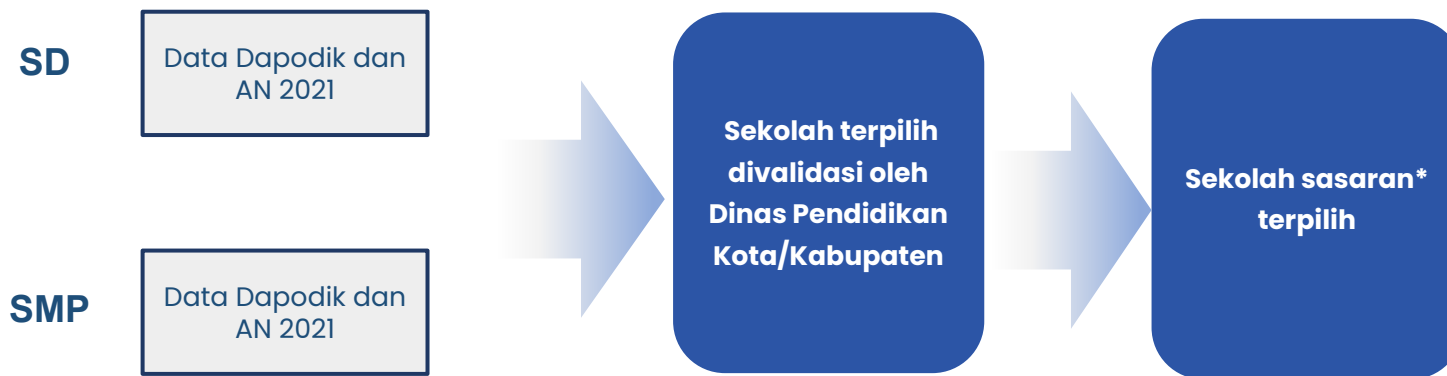 SD
Data Dapodik dan
AN 2021
SMP
Data Dapodik dan
AN 2021
Sekolah terpilih
divalidasi oleh
Dinas Pendidikan
Kota/Kabupaten
Sekolah sasaran*
terpilih